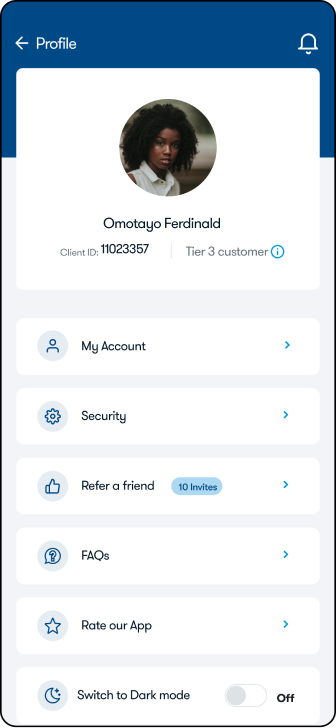 Profile
Omotayo Ferdinald
Client ID: 11023357 Tier 3 customer
My Account
Security
Refer a friend 10 Invites
FAQs
Rate our App
Switch to Dark mode Off